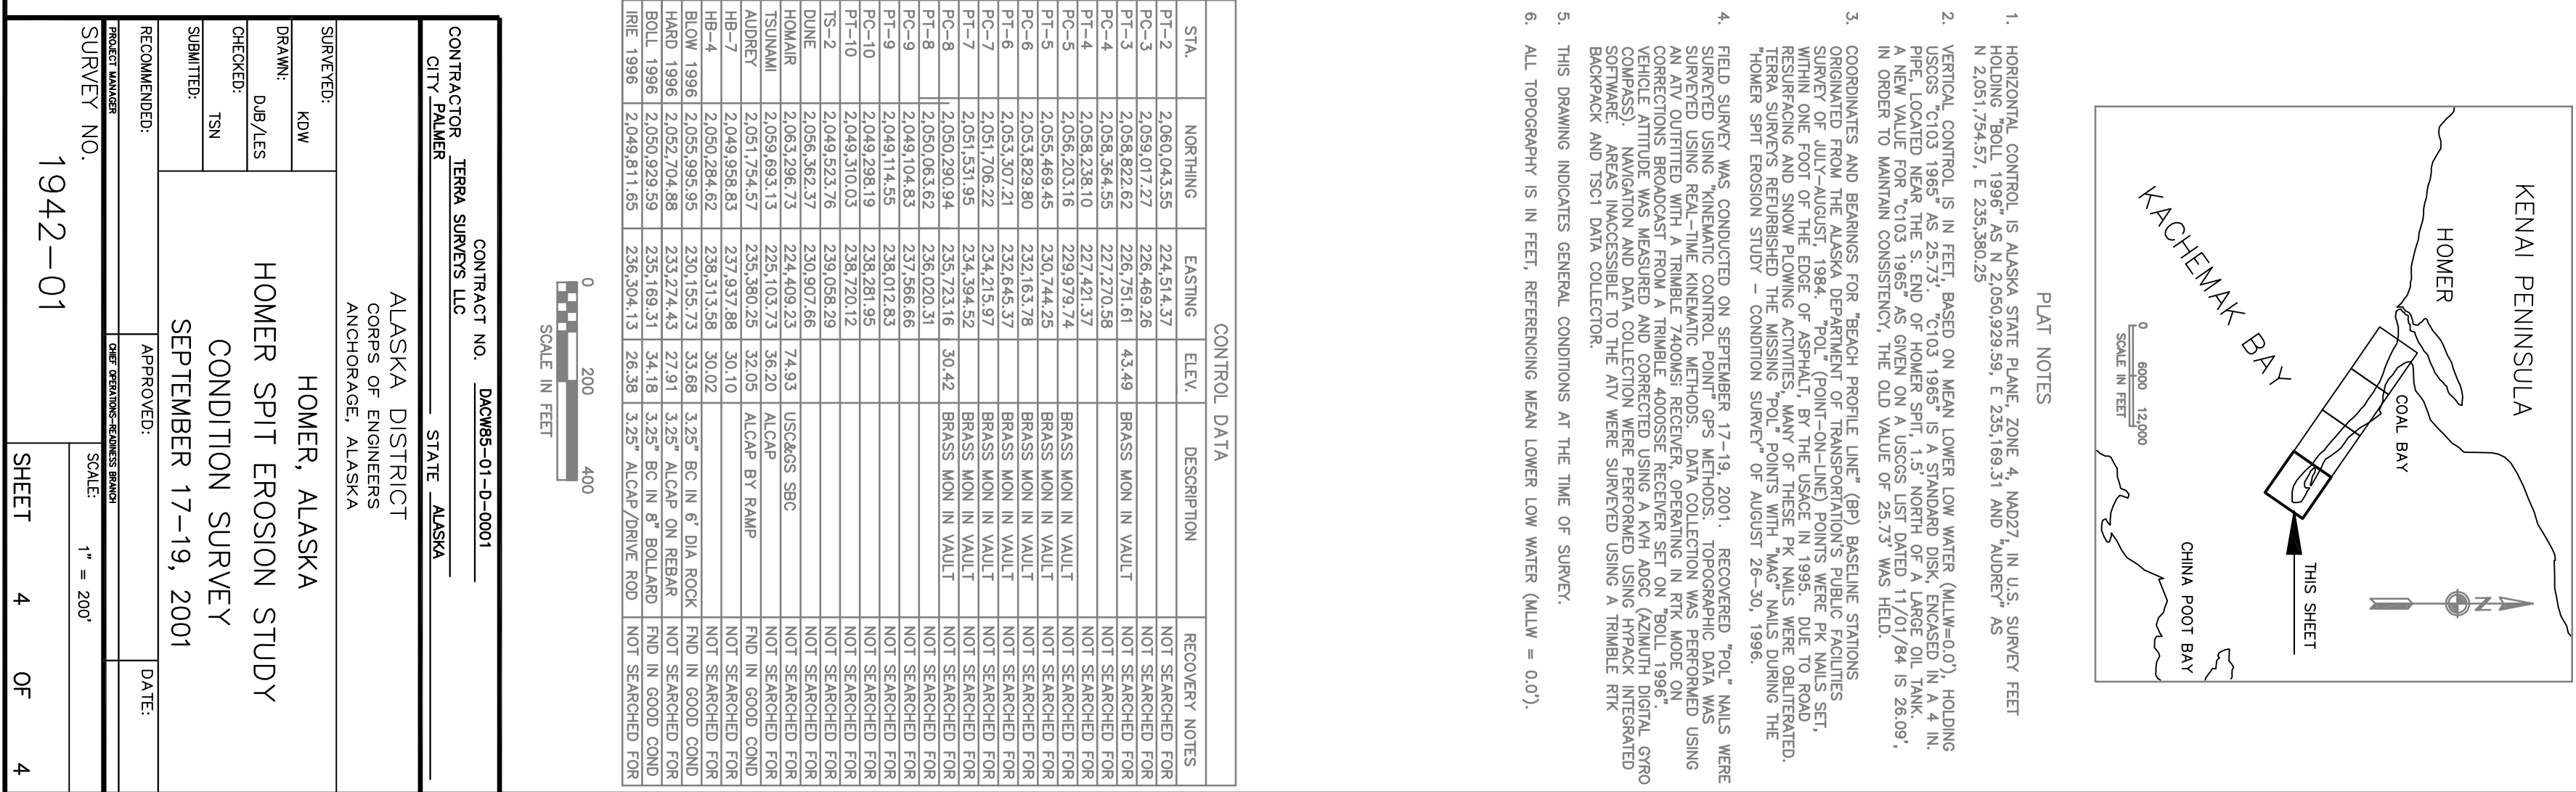 KENAI PENINSULA
HOMER
COAL BAY
KACHEMAK BAY
CHINA POOT BAY
THIS SHEET
N
0 6000 12,000
SCALE IN FEET
PLAT NOTES
1. HORIZONTAL CONTROL IS ALASKA STATE PLANE, ZONE 4, NAD27, IN U.S. SURVEY FEET
HOLDING "BOLL 1996" AS N 2,050,929.59, E 235,169.31 AND "AUDREY" AS
N 2,051,754.57, E 235,380.25
2. VERTICAL CONTROL IS IN FEET, BASED ON MEAN LOWER LOW WATER (MLLW=0.0'), HOLDING
USCGS "C103 1965" AS 25.73'. "C103 1965" IS A STANDARD DISK, ENCASED IN A 4 IN.
PIPE, LOCATED NEAR THE S. END OF HOMER SPIT, 1.5' NORTH OF A LARGE OIL TANK.
A NEW VALUE FOR "C103 1965" AS GIVEN ON A USCGS LIST DATED 11/01/84 IS 26.09',
IN ORDER TO MAINTAIN CONSISTENCY, THE OLD VALUE OF 25.73' WAS HELD.
3. COORDINATES AND BEARINGS FOR "BEACH PROFILE LINE" (BP) BASELINE STATIONS
ORIGINATED FROM THE ALASKA DEPARTMENT OF TRANSPORTATION'S PUBLIC FACILITIES
SURVEY OF JULY-AUGUST, 1984. "POL" (POINT-ON-LINE) POINTS WERE PK NAILS SET,
WITHIN ONE FOOT OF THE EDGE OF ASPHALT, BY THE USACE IN 1995. DUE TO ROAD
RESURFACING AND SNOW PLOWING ACTIVITIES, MANY OF THESE PK NAILS WERE OBLITERATED.
TERRA SURVEYS REFURBISHED THE MISSING "POL" POINTS WITH "MAG" NAILS DURING THE
"HOMER SPIT EROSION STUDY - CONDITION SURVEY" OF AUGUST 26-30, 1996.
4. FIELD SURVEY WAS CONDUCTED ON SEPTEMBER 17-19, 2001. RECOVERED "POL" NAILS WERE
SURVEYED USING "KINEMATIC CONTROL POINT" GPS METHODS. TOPOGRAPHIC DATA WAS
SURVEYED USING REAL-TIME KINEMATIC METHODS. DATA COLLECTION WAS PERFORMED USING
AN ATV OUTFITTED WITH A TRIMBLE 7400MSI RECEIVER, OPERATING IN RTK MODE ON
CORRECTIONS BROADCAST FROM A TRIMBLE 4000SSE RECEIVER SET ON "BOLL 1996".
VEHICLE ATTITUDE WAS MEASURED AND CORRECTED USING A KVH ADGC (AZIMUTH DIGITAL GYRO
COMPASS). NAVIGATION AND DATA COLLECTION WERE PERFORMED USING HYPACK INTEGRATED
SOFTWARE. AREAS INACCESSIBLE TO THE ATV WERE SURVEYED USING A TRIMBLE RTK
BACKPACK AND TSC1 DATA COLLECTOR.
5. THIS DRAWING INDICATES GENERAL CONDITIONS AT THE TIME OF SURVEY.
6. ALL TOPOGRAPHY IS IN FEET, REFERENCING MEAN LOWER LOW WATER (MLLW = 0.0').
CONTROL DATA
STA. NORTHING EASTING ELEV. DESCRIPTION RECOVERY NOTES
PT-2 2,060,043.55 224,514.37 NOT SEARCHED FOR
PC-3 2,059,017.27 226,469.26 NOT SEARCHED FOR
PT-3 2,058,822.62 226,751.61 43.49 BRASS MON IN VAULT NOT SEARCHED FOR
PC-4 2,058,364.55 227,270.58 NOT SEARCHED FOR
PT-4 2,058,238.10 227,421.37 NOT SEARCHED FOR
PC-5 2,056,203.16 229,979.74 BRASS MON IN VAULT NOT SEARCHED FOR
PT-5 2,055,469.45 230,744.25 BRASS MON IN VAULT NOT SEARCHED FOR
PC-6 2,053,829.80 232,163.78 BRASS MON IN VAULT NOT SEARCHED FOR
PT-6 2,053,307.21 232,645.37 BRASS MON IN VAULT NOT SEARCHED FOR
PC-7 2,051,706.22 234,215.97 BRASS MON IN VAULT NOT SEARCHED FOR
PT-7 2,051,531.95 234,394.52 BRASS MON IN VAULT NOT SEARCHED FOR
PC-8 2,050,290.94 235,723.16 30.42 BRASS MON IN VAULT NOT SEARCHED FOR
PT-8 2,050,063.62 236,020.31 NOT SEARCHED FOR
PC-9 2,049,104.83 237,566.66 NOT SEARCHED FOR
PT-9 2,049,114.55 238,012.83 NOT SEARCHED FOR
PC-10 2,049,298.19 238,281.95 NOT SEARCHED FOR
PT-10 2,049,310.03 238,720.12 NOT SEARCHED FOR
TS-2 2,049,523.76 239,058.29 NOT SEARCHED FOR
DUNE 2,056,362.37 230,907.66 NOT SEARCHED FOR
HOMAIR 2,063,296.73 224,409.23 74.93 USC&GS SBC NOT SEARCHED FOR
TSUNAMI 2,059,693.13 225,103.73 36.20 ALCAP NOT SEARCHED FOR
AUDREY 2,051,754.57 235,380.25 32.05 ALCAP BY RAMP FND IN GOOD COND
HB-7 2,049,958.83 237,937.88 30.10 NOT SEARCHED FOR
HB-4 2,050,284.62 238,313.58 30.02 NOT SEARCHED FOR
BLOW 1996 2,055,995.95 230,155.73 33.68 3.25" BC IN 6' DIA ROCK FND IN GOOD COND
HARD 1996 2,052,704.88 233,274.43 27.91 3.25" ALCAP ON REBAR NOT SEARCHED FOR
BOLL 1996 2,050,929.59 235,169.31 34.18 3.25" BC IN 8" BOLLARD FND IN GOOD COND
IRIE 1996 2,049,811.65 236,304.13 26.38 3.25" ALCAP/DRIVE ROD NOT SEARCHED FOR
0 200 400
SCALE IN FEET
CONTRACT NO. DACW85-01-D-0001
CONTRACTOR TERRA SURVEYS LLC
CITY PALMER STATE ALASKA
ALASKA DISTRICT
CORPS OF ENGINEERS
ANCHORAGE, ALASKA
SURVEYED:
KDW
DRAWN:
DJB/LES
CHECKED:
TSN
SUBMITTED:
HOMER, ALASKA
HOMER SPIT EROSION STUDY
CONDITION SURVEY
SEPTEMBER 17-19, 2001
RECOMMENDED: APPROVED: DATE:
PROJECT MANAGER CHIEF OPERATIONS-READINESS BRANCH
SURVEY NO.
1942-01
SCALE: 1" = 200'
SHEET 4 OF 4